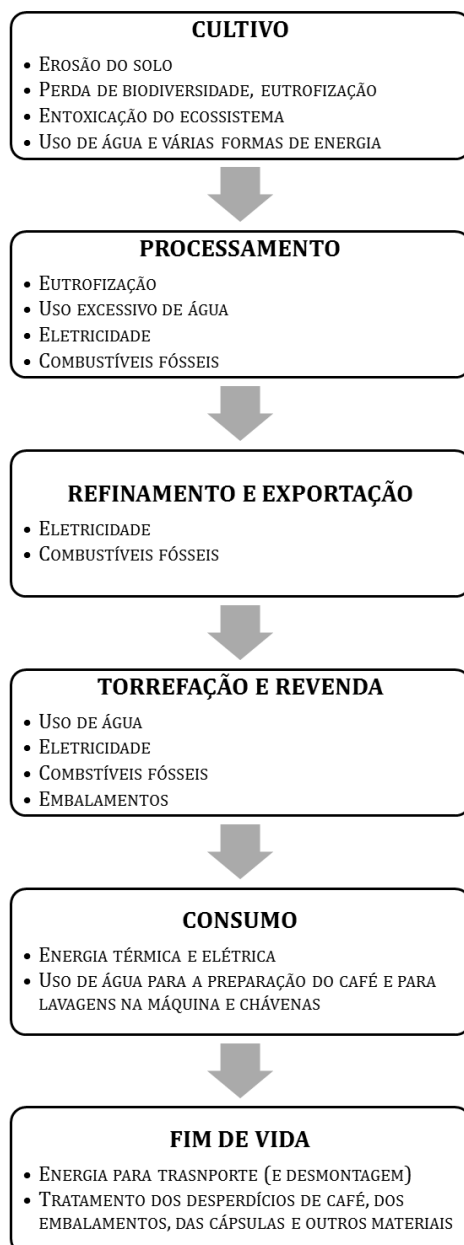 CULTIVO
• EROSÃO DO SOLO
• PERDA DE BIODIVERSIDADE, EUTROFIZAÇÃO
• ENTOXICAÇÃO DO ECOSSISTEMA
• USO DE ÁGUA E VÁRIAS FORMAS DE ENERGIA
PROCESSAMENTO
• EUTROFIZAÇÃO
• USO EXCESSIVO DE ÁGUA
• ELETRICIDADE
• COMBUSTÍVEIS FÓSSEIS
REFINAMENTO E EXPORTAÇÃO
• ELETRICIDADE
• COMBUSTÍVEIS FÓSSEIS
TORREFAÇÃO E REVENDA
• USO DE ÁGUA
• ELETRICIDADE
• COMBSTÍVEIS FÓSSEIS
• EMBALAMENTOS
CONSUMO
• ENERGIA TÉRMICA E ELÉTRICA
• USO DE ÁGUA PARA A PREPARAÇÃO DO CAFÉ E PARA
LAVAGENS NA MÁQUINA E CHÁVENAS
FIM DE VIDA
• ENERGIA PARA TRASNPORTE (E DESMONTAGEM)
• TRATAMENTO DOS DESPERDÍCIOS DE CAFÉ, DOS
EMBALAMENTOS, DAS CÁPSULAS E OUTROS MATERIAIS